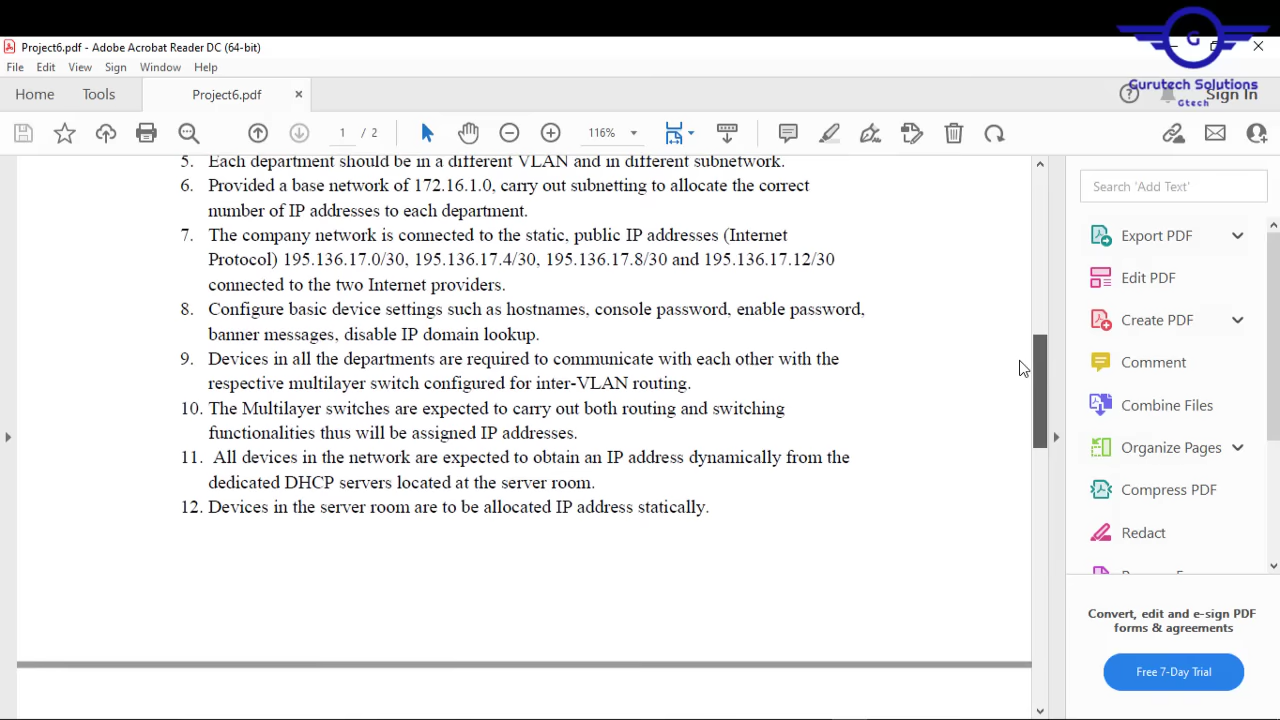 Project6.pdf - Adobe Acrobat Reader DC (64-bit)
G
Gurutech Solutions
Gtech
File Edit View Sign Window Help
Home Tools Project6.pdf × Sign In
1 / 2 116%
5. Each department should be in a different VLAN and in different subnetwork.
6. Provided a base network of 172.16.1.0, carry out subnetting to allocate the correct
number of IP addresses to each department.
7. The company network is connected to the static, public IP addresses (Internet
Protocol) 195.136.17.0/30, 195.136.17.4/30, 195.136.17.8/30 and 195.136.17.12/30
connected to the two Internet providers.
8. Configure basic device settings such as hostnames, console password, enable password,
banner messages, disable IP domain lookup.
9. Devices in all the departments are required to communicate with each other with the
respective multilayer switch configured for inter-VLAN routing.
10. The Multilayer switches are expected to carry out both routing and switching
functionalities thus will be assigned IP addresses.
11. All devices in the network are expected to obtain an IP address dynamically from the
dedicated DHCP servers located at the server room.
12. Devices in the server room are to be allocated IP address statically.
Search 'Add Text'
Export PDF
Edit PDF
Create PDF
Comment
Combine Files
Organize Pages
Compress PDF
Redact
Convert, edit and e-sign PDF
forms & agreements
Free 7-Day Trial